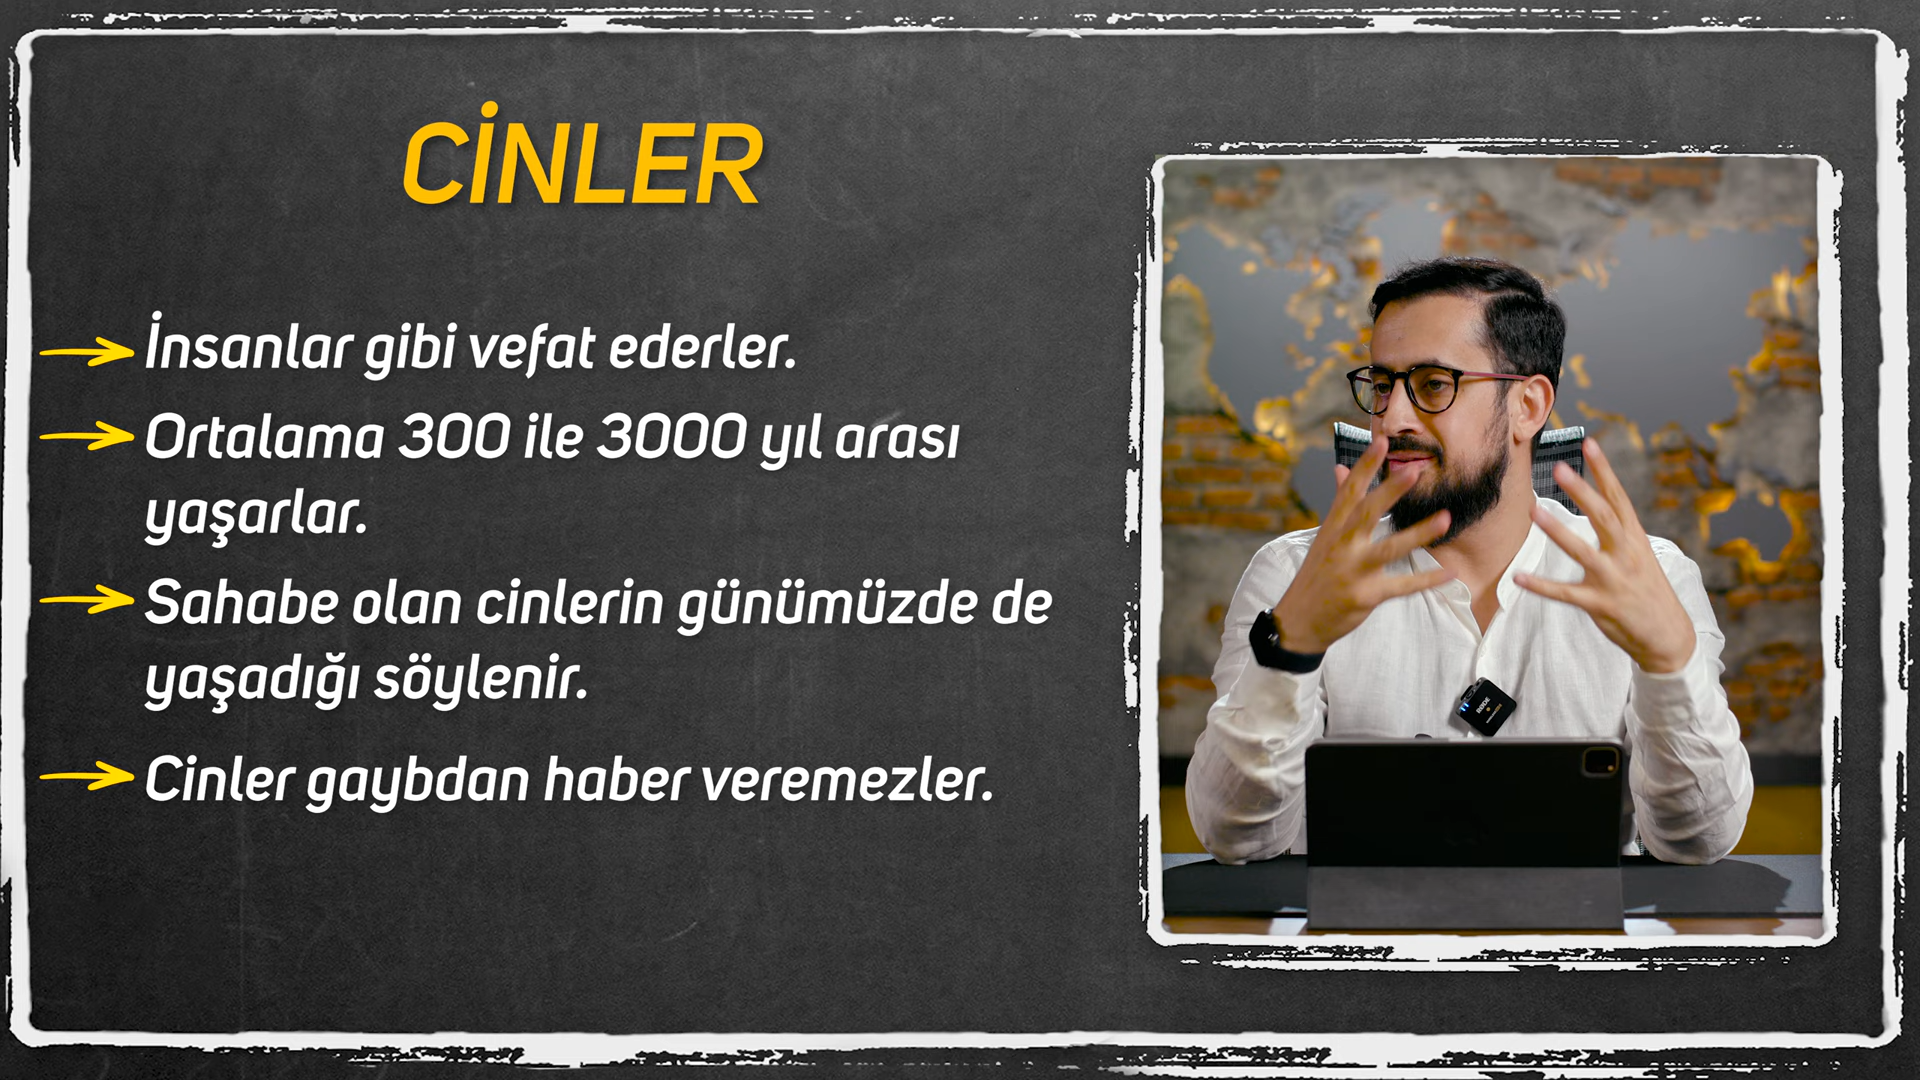 CİNLER
İnsanlar gibi vefat ederler.
Ortalama 300 ile 3000 yıl arası
yaşarlar.
Sahabe olan cinlerin günümüzde de
yaşadığı söylenir.
Cinler gaybdan haber veremezler.
RØDE